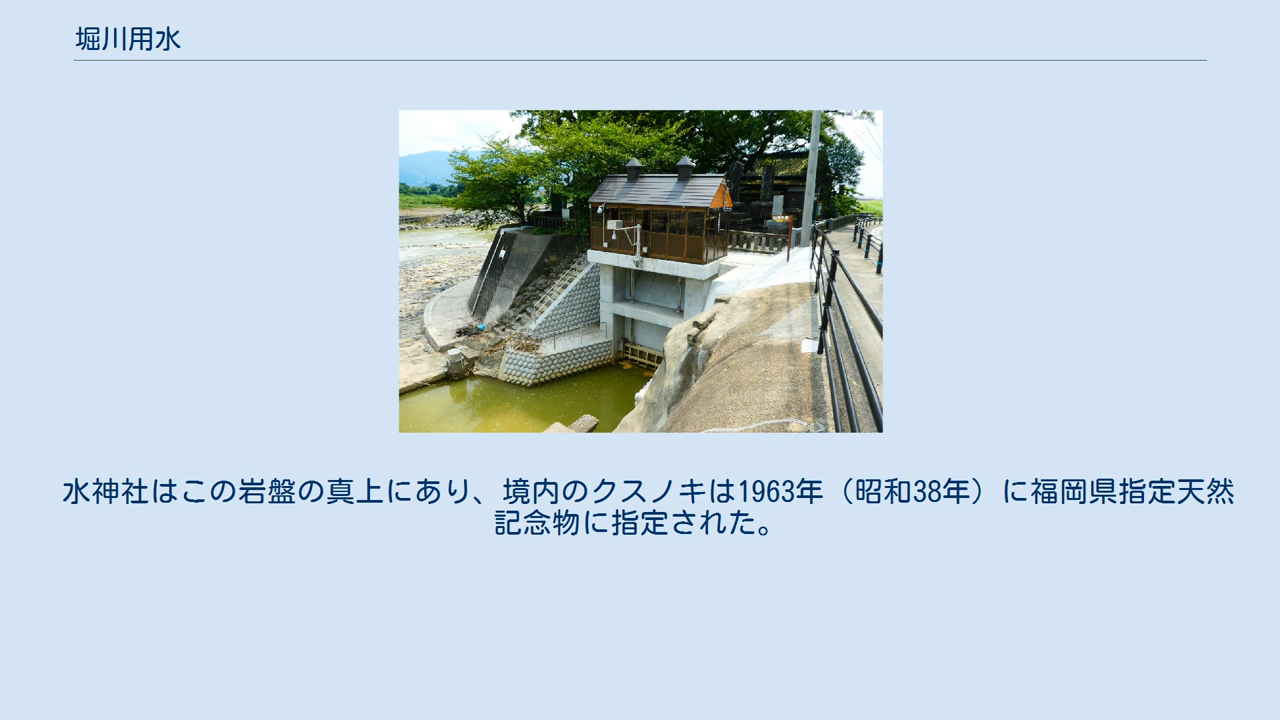 堀川用水
水神社はこの岩盤の真上にあり、境内のクスノキは1963年（昭和38年）に福岡県指定天然
記念物に指定された。